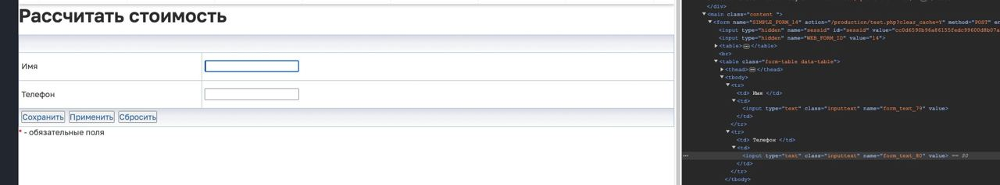 Рассчитать стоимость
Имя
Телефон
Сохранить Применить Сбросить
* - обязательные поля
</div>
▼<main class="content ">
▼<form name="SIMPLE_FORM_14" action="/production/test.php?clear_cache=Y" method="POST" en
<input type="hidden" name="sessid" id="sessid" value="cc0d6590b96a86155fedc99600d8b07a
<input type="hidden" name="WEB_FORM_ID" value="14">
▶<table>…</table>
<br>
▼<table class="form-table data-table">
▶<thead>…</thead>
▼<tbody>
▼<tr>
<td> Имя </td>
▼<td>
<input type="text" class="inputtext" name="form_text_79" value>
</td>
</tr>
▼<tr>
<td> Телефон </td>
▼<td>
<input type="text" class="inputtext" name="form_text_80" value> == $0
</td>
</tr>
</tbody>